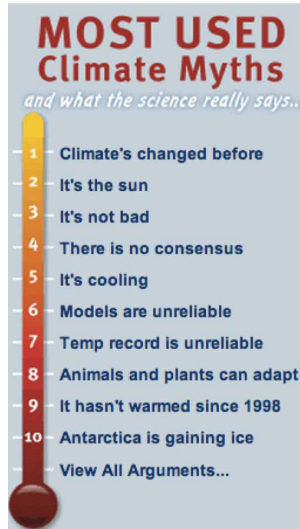 MOST USED
Climate Myths
and what the science really says...
1 Climate's changed before
2 It's the sun
3 It's not bad
4 There is no consensus
5 It's cooling
6 Models are unreliable
7 Temp record is unreliable
8 Animals and plants can adapt
9 It hasn't warmed since 1998
10 Antarctica is gaining ice
View All Arguments...